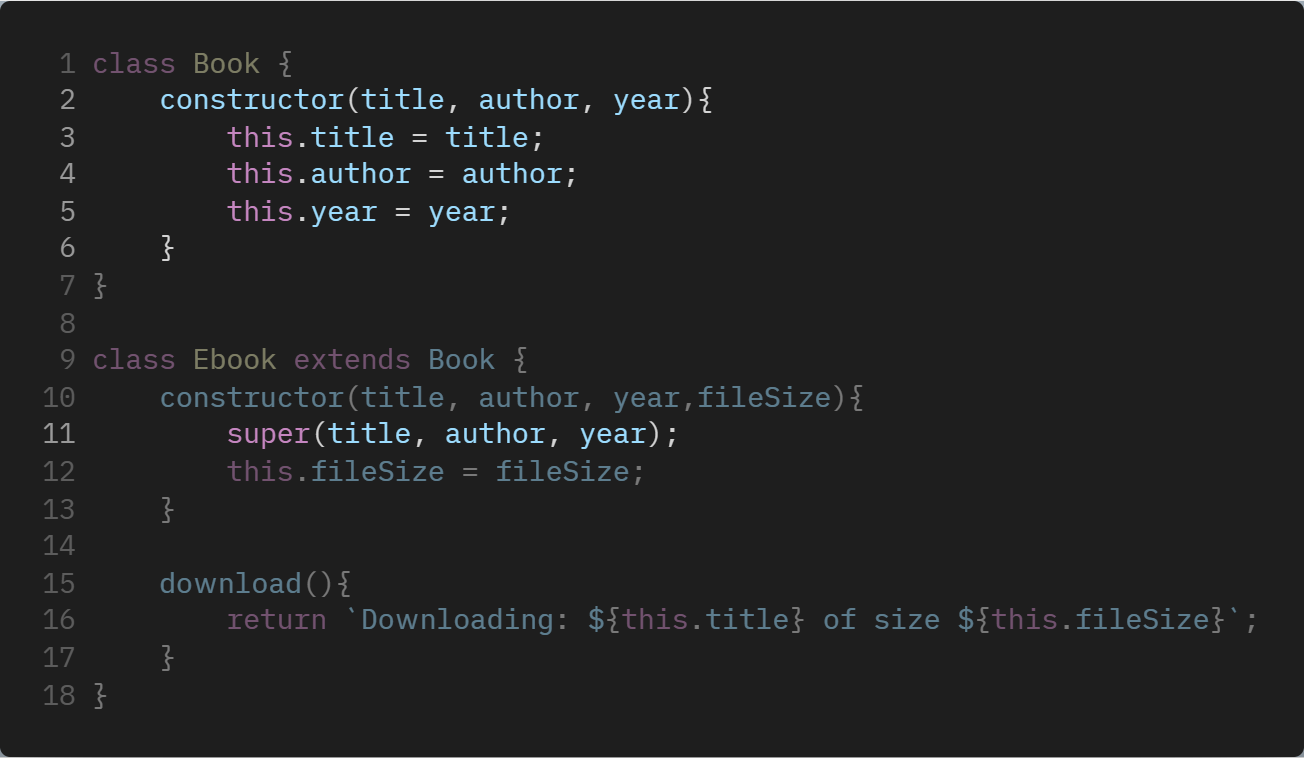 1 class Book {
2     constructor(title, author, year){
3         this.title = title;
4         this.author = author;
5         this.year = year;
6     }
7 }
8
9 class Ebook extends Book {
10     constructor(title, author, year,fileSize){
11         super(title, author, year);
12         this.fileSize = fileSize;
13     }
14
15     download(){
16         return `Downloading: ${this.title} of size ${this.fileSize}`;
17     }
18 }